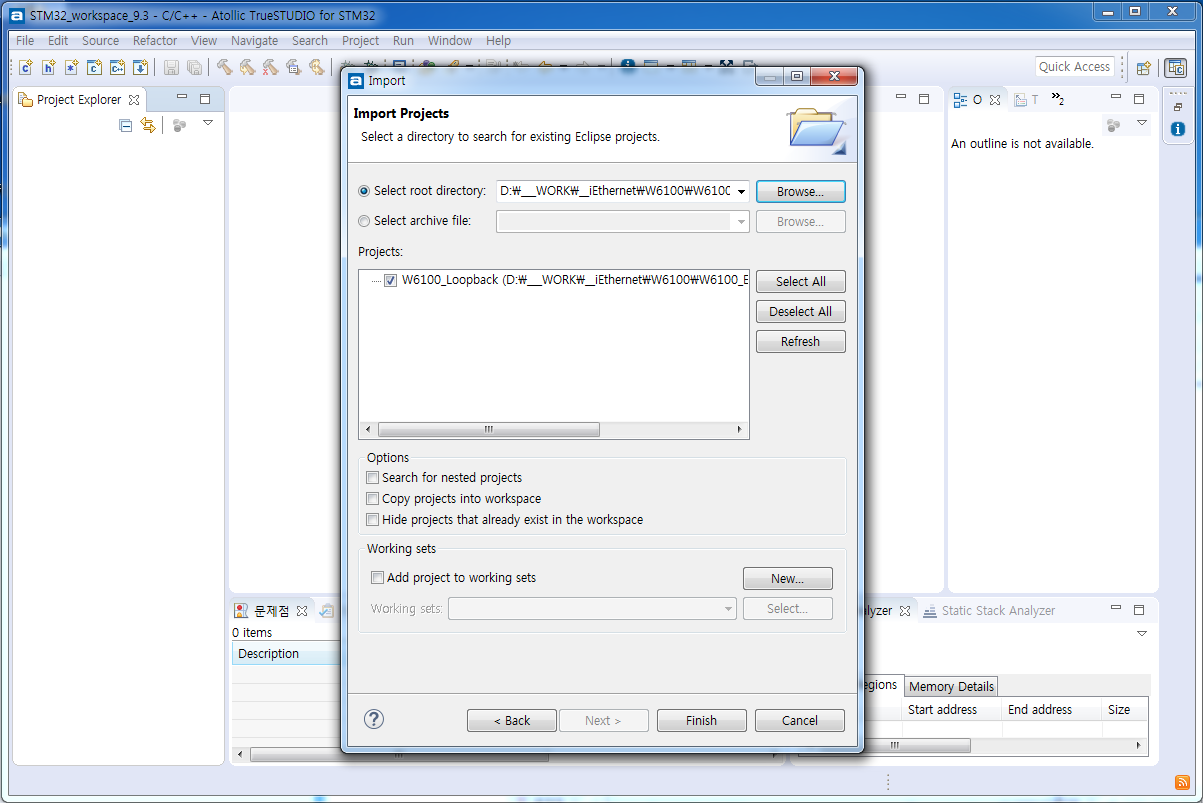 STM32_workspace_9.3 - C/C++ - Atollic TrueSTUDIO for STM32
File Edit Source Refactor View Navigate Search Project Run Window Help
Quick Access
Project Explorer
O
T
»2
An outline is not available.
Import
Import Projects
Select a directory to search for existing Eclipse projects.
Select root directory: D:₩___WORK₩__iEthernet₩W6100₩W6100 Browse...
Select archive file: Browse...
Projects:
W6100_Loopback (D:₩___WORK₩__iEthernet₩W6100₩W6100_E
Select All
Deselect All
Refresh
Options
Search for nested projects
Copy projects into workspace
Hide projects that already exist in the workspace
Working sets
Add project to working sets New...
Working sets: Select...
? < Back Next > Finish Cancel
문제점
0 items
Description
lyzer Static Stack Analyzer
egions Memory Details
Start address End address Size